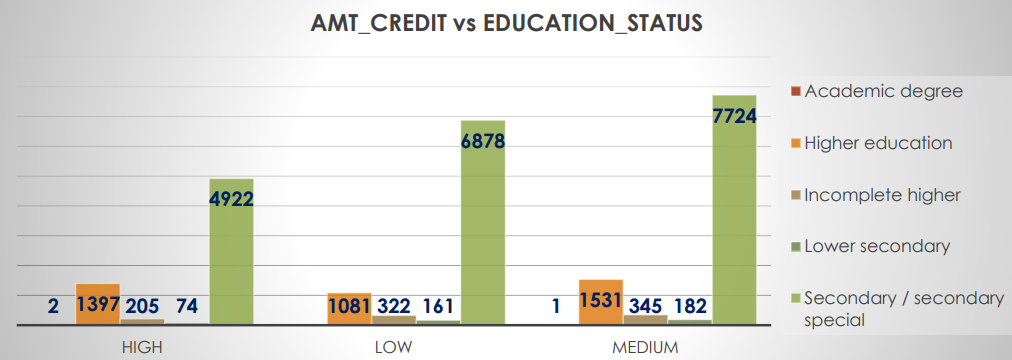 AMT_CREDIT vs EDUCATION_STATUS
2 1397 205 74 4922
1081 322 161 6878
1 1531 345 182 7724
HIGH LOW MEDIUM
Academic degree
Higher education
Incomplete higher
Lower secondary
Secondary / secondary
special